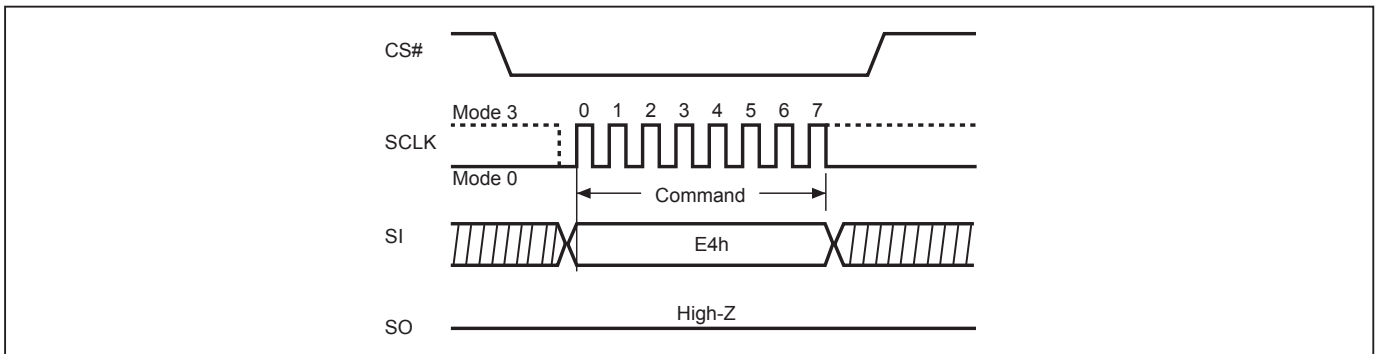 CS#
Mode 3
0 1 2 3 4 5 6 7
SCLK
Mode 0
Command
SI
E4h
High-Z
SO